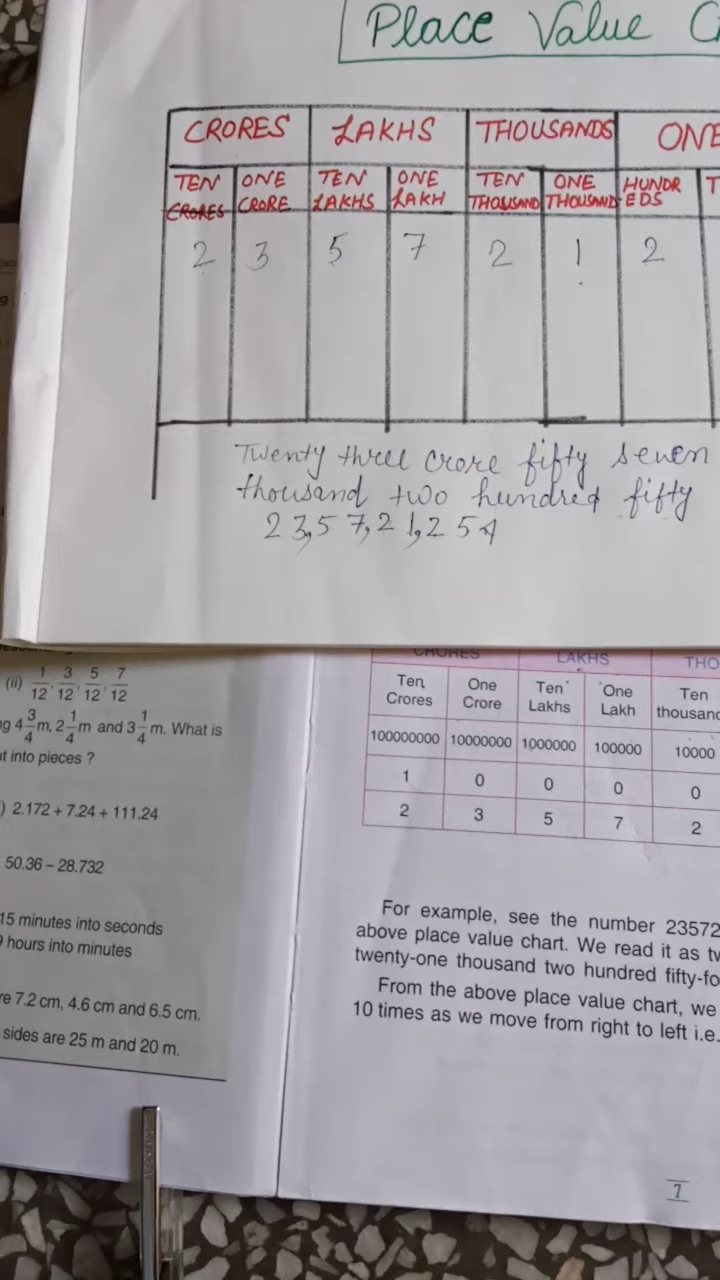 Place Value
CRORES LAKHS THOUSANDS ONE
TEN CRORES ONE CRORE TEN LAKHS ONE LAKH TEN THOUSAND ONE THOUSAND HUNDREDS T
2 3 5 7 2 1 2
Twenty three crore fifty seven
thousand two hundred fifty
23,57,21,254
(ii) 1/12, 3/12, 5/12, 7/12
4 3/4 m, 2 1/4 m and 3 1/4 m. What is
into pieces ?
2.172 + 7.24 + 111.24
50.36 – 28.732
15 minutes into seconds
hours into minutes
7.2 cm, 4.6 cm and 6.5 cm.
sides are 25 m and 20 m.
CRORES LAKHS THO
Ten Crores One Crore Ten Lakhs One Lakh Ten thousand
100000000 10000000 1000000 100000 10000
1 0 0 0 0
2 3 5 7 2
For example, see the number 23572
above place value chart. We read it as tw
twenty-one thousand two hundred fifty-fo
From the above place value chart, we
10 times as we move from right to left i.e.
7